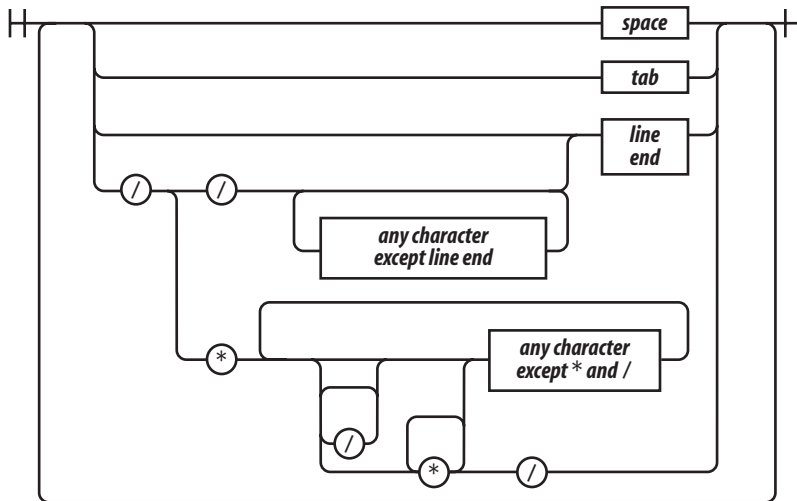 space
tab
line
end
/ /
any character
except line end
*
any character
except * and /
/
* /